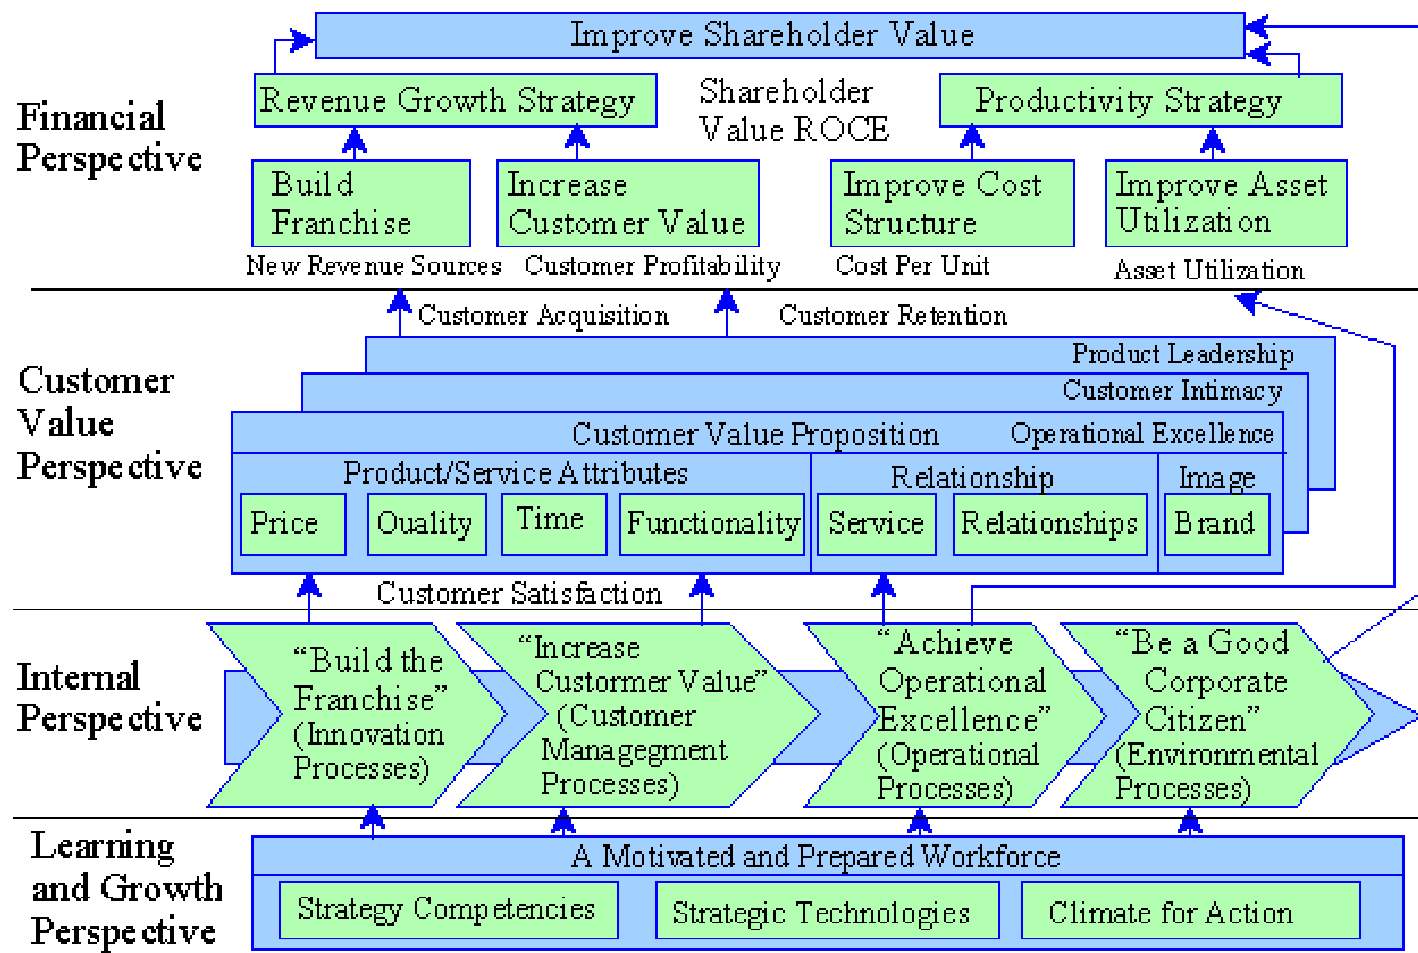 Improve Shareholder Value
Financial
Perspective
Revenue Growth Strategy
Shareholder
Value ROCE
Productivity Strategy
Build
Franchise
Increase
Customer Value
Improve Cost
Structure
Improve Asset
Utilization
New Revenue Sources
Customer Profitability
Cost Per Unit
Asset Utilization
Customer Acquisition
Customer Retention
Customer
Value
Perspective
Product Leadership
Customer Intimacy
Customer Value Proposition
Operational Excellence
Product/Service Attributes
Relationship
Image
Price
Quality
Time
Functionality
Service
Relationships
Brand
Customer Satisfaction
Internal
Perspective
“Build the
Franchise”
(Innovation
Processes)
“Increase
Custormer Value”
(Customer
Managegment
Processes)
“Achieve
Operational
Excellence”
(Operational
Processes)
“Be a Good
Corporate
Citizen”
(Environmental
Processes)
Learning
and Growth
Perspective
A Motivated and Prepared Workforce
Strategy Competencies
Strategic Technologies
Climate for Action